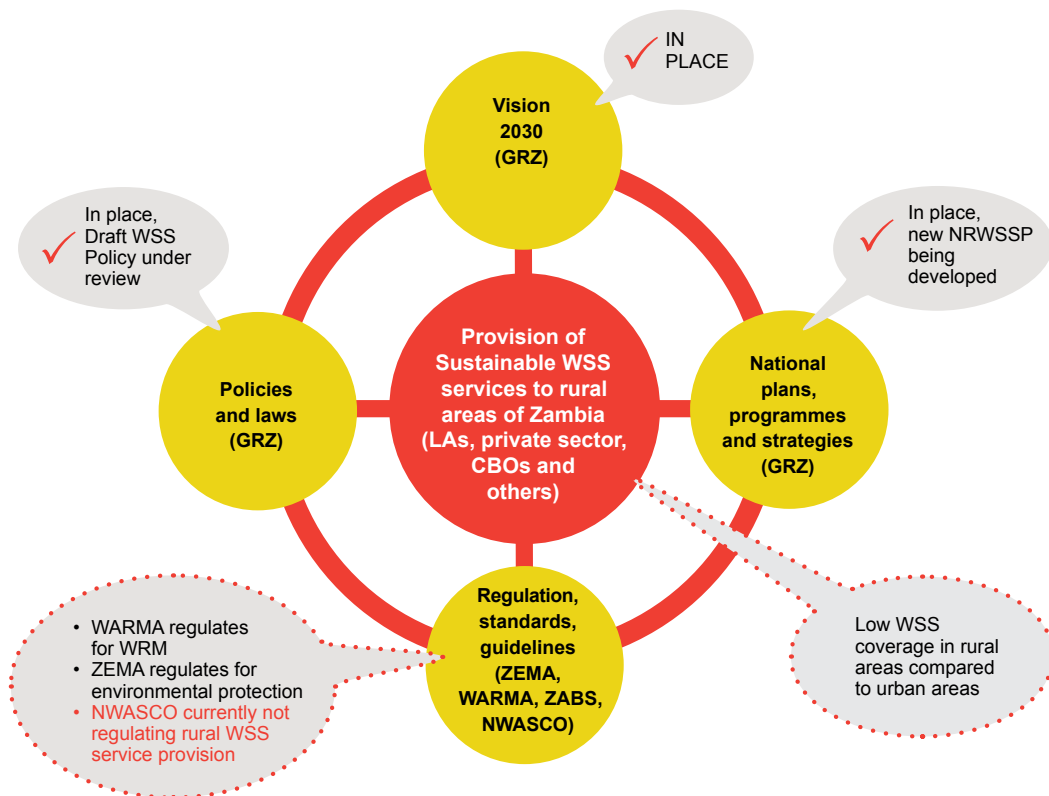 IN
PLACE
Vision
2030
(GRZ)
In place,
Draft WSS
Policy under
review
In place,
new NRWSSP
being
developed
Policies
and laws
(GRZ)
Provision of
Sustainable WSS
services to rural
areas of Zambia
(LAs, private sector,
CBOs and
others)
National
plans,
programmes
and strategies
(GRZ)
Regulation,
standards,
guidelines
(ZEMA,
WARMA, ZABS,
NWASCO)
• WARMA regulates
for WRM
• ZEMA regulates for
environmental protection
• NWASCO currently not
regulating rural WSS
service provision
Low WSS
coverage in rural
areas compared
to urban areas